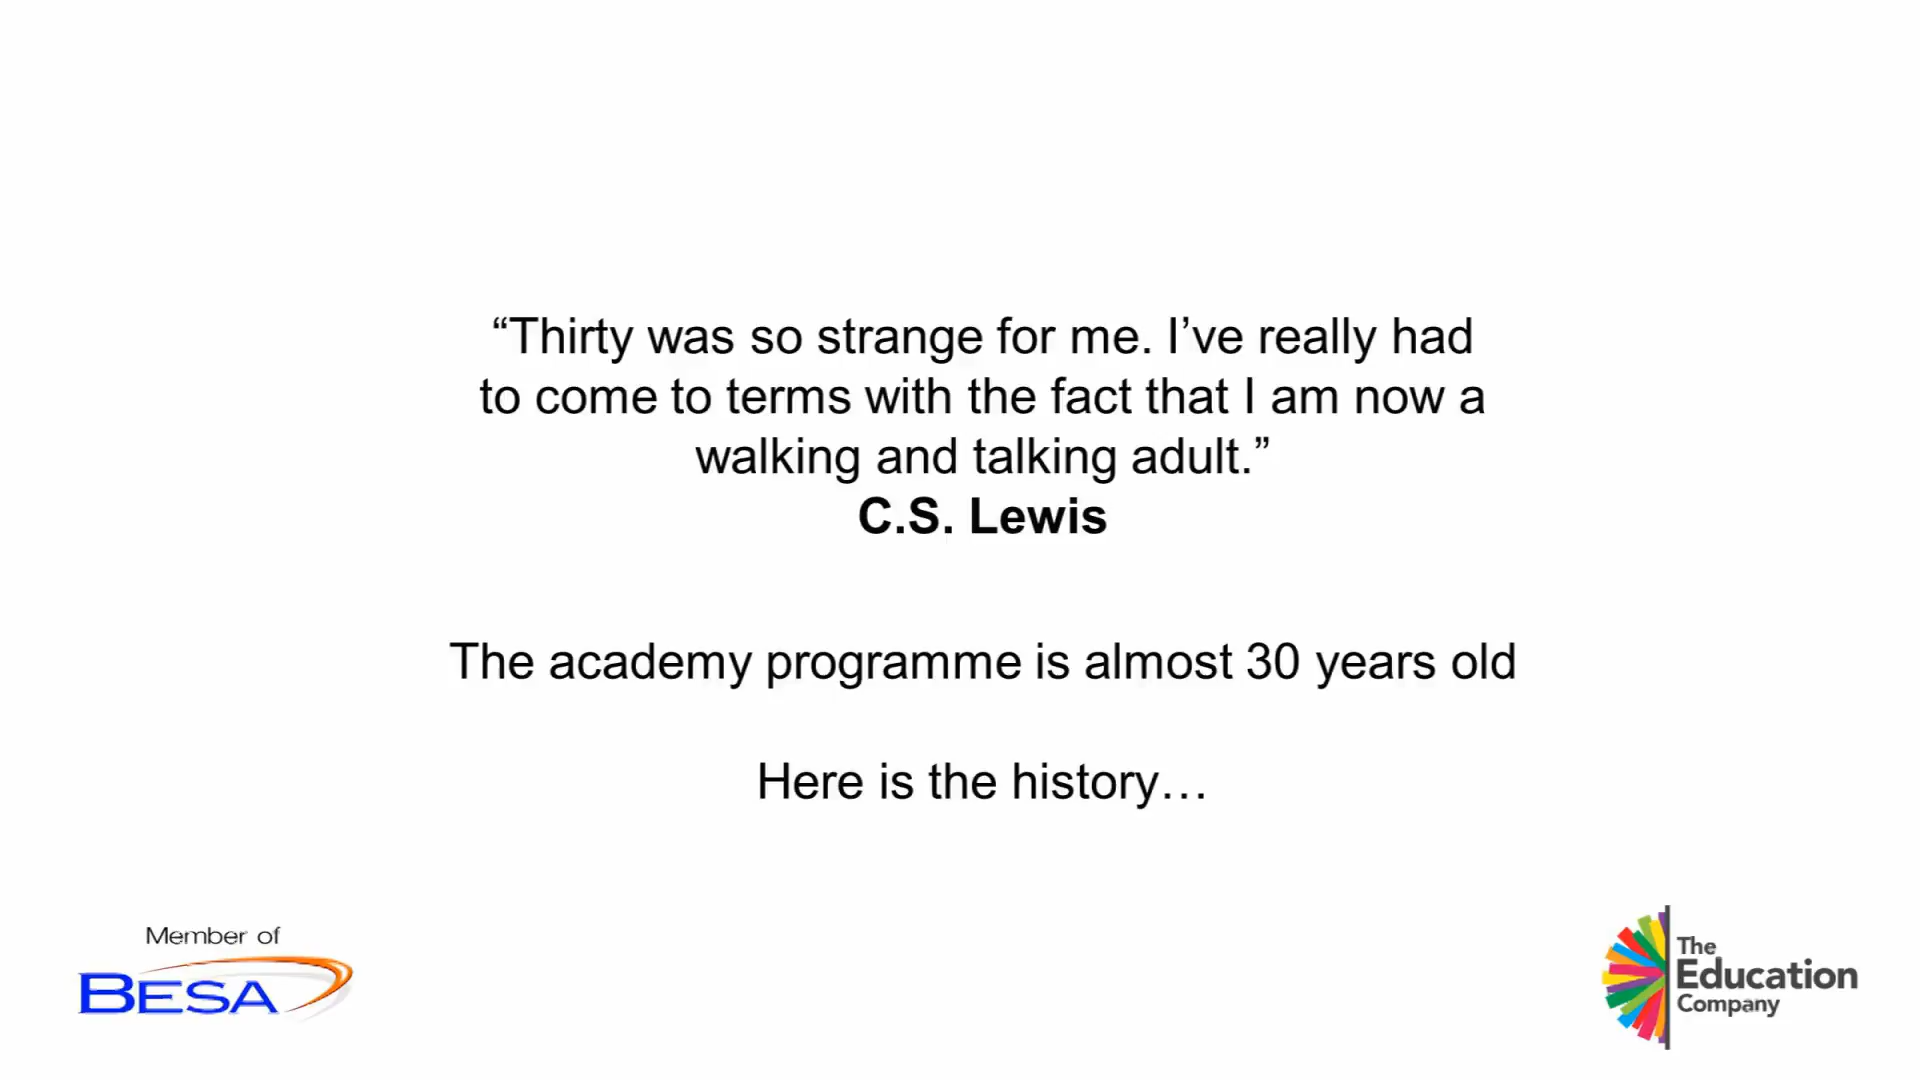 “Thirty was so strange for me. I’ve really had
to come to terms with the fact that I am now a
walking and talking adult.”
C.S. Lewis
The academy programme is almost 30 years old
Here is the history…
Member of
BESA
The
Education
Company